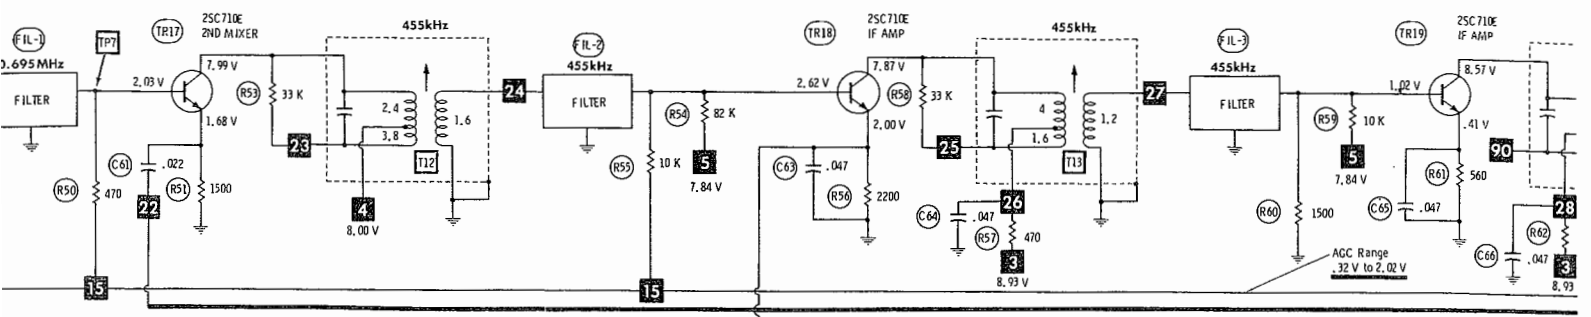 FIL-1
0.695MHz
FILTER
TP7
TR17
2SC710E
2ND MIXER
7.99 V
2.03 V
1.68 V
C61
.022
R50
470
R51
1500
22
15
R53
33 K
23
455kHz
2.4
3.8
1.6
T12
4
8.00 V
24
FIL-2
455kHz
FILTER
R54
82 K
5
7.84 V
R55
10 K
15
TR18
2SC710E
IF AMP
7.87 V
2.62 V
2.00 V
C63
.047
R56
2200
R58
33 K
25
455kHz
4
1.6
1.2
T13
26
C64
.047
R57
470
3
8.93 V
27
FIL-3
455kHz
FILTER
R59
10 K
5
7.84 V
R60
1500
AGC Range
.32 V to 2.02 V
TR19
2SC710E
IF AMP
8.57 V
1.02 V
.41 V
R61
560
C65
.047
90
28
C66
.047
R62
3
8.93